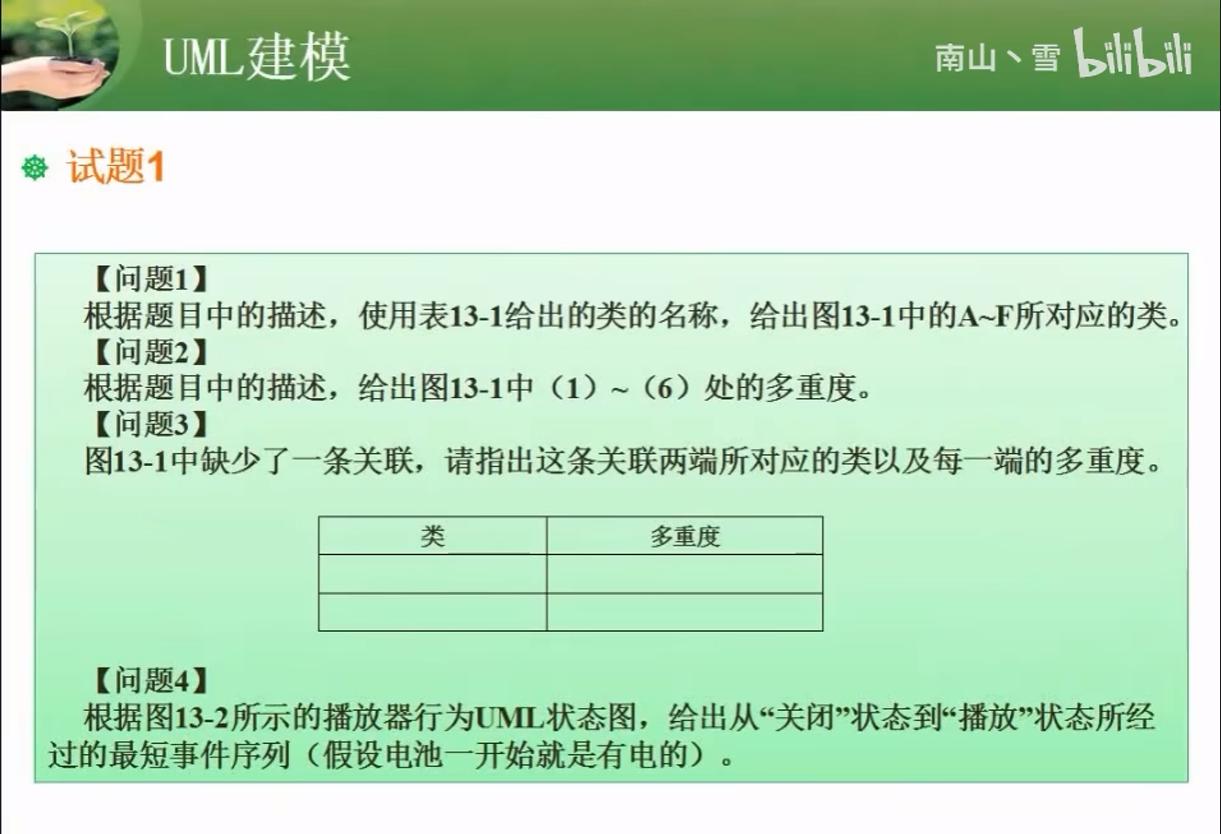 UML建模
南山丶雪 bilibili
试题1
【问题1】
根据题目中的描述，使用表13-1给出的类的名称，给出图13-1中的A~F所对应的类。
【问题2】
根据题目中的描述，给出图13-1中（1）~（6）处的多重度。
【问题3】
图13-1中缺少了一条关联，请指出这条关联两端所对应的类以及每一端的多重度。
类 多重度
【问题4】
根据图13-2所示的播放器行为UML状态图，给出从“关闭”状态到“播放”状态所经
过的最短事件序列（假设电池一开始就是有电的）。